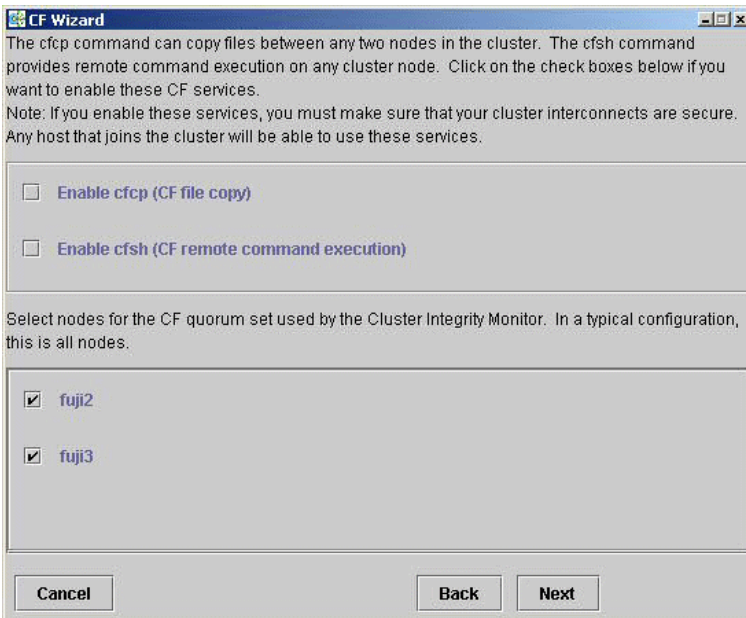 CF Wizard
The cfcp command can copy files between any two nodes in the cluster. The cfsh command
provides remote command execution on any cluster node. Click on the check boxes below if you
want to enable these CF services.
Note: If you enable these services, you must make sure that your cluster interconnects are secure.
Any host that joins the cluster will be able to use these services.
Enable cfcp (CF file copy)
Enable cfsh (CF remote command execution)
Select nodes for the CF quorum set used by the Cluster Integrity Monitor. In a typical configuration,
this is all nodes.
fuji2
fuji3
Cancel Back Next